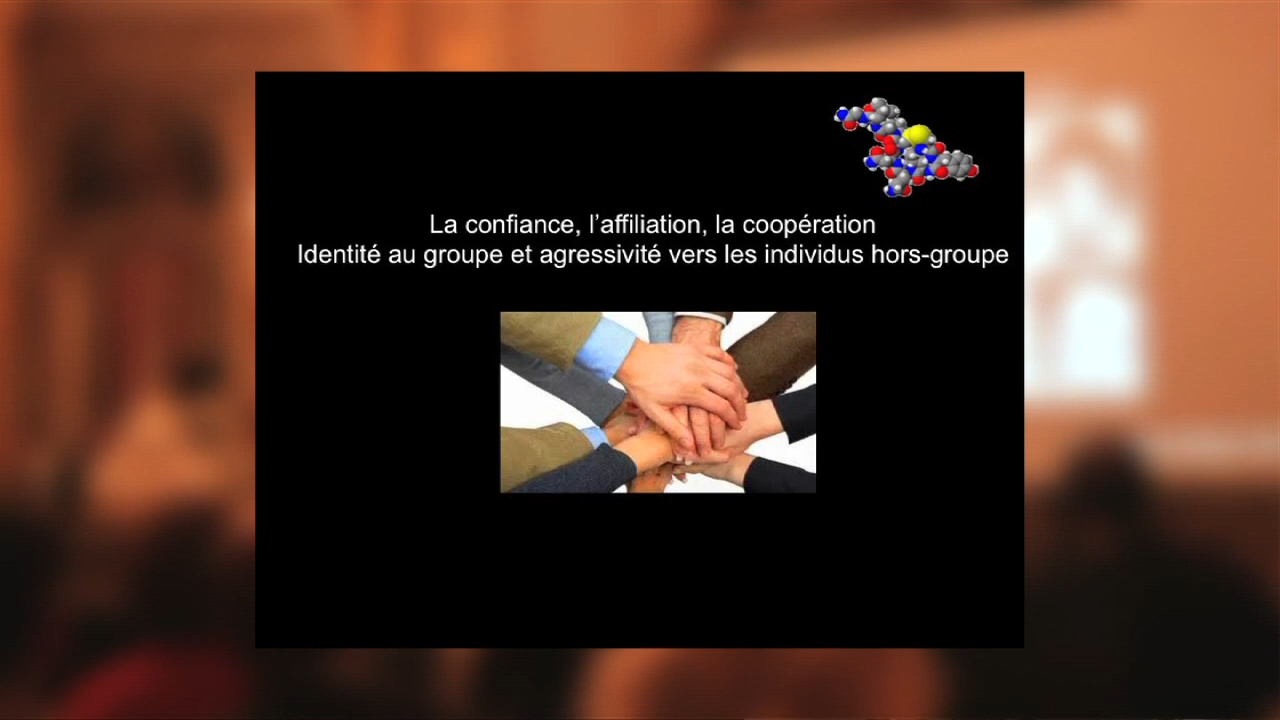 La confiance, l’affiliation, la coopération
Identité au groupe et agressivité vers les individus hors-groupe